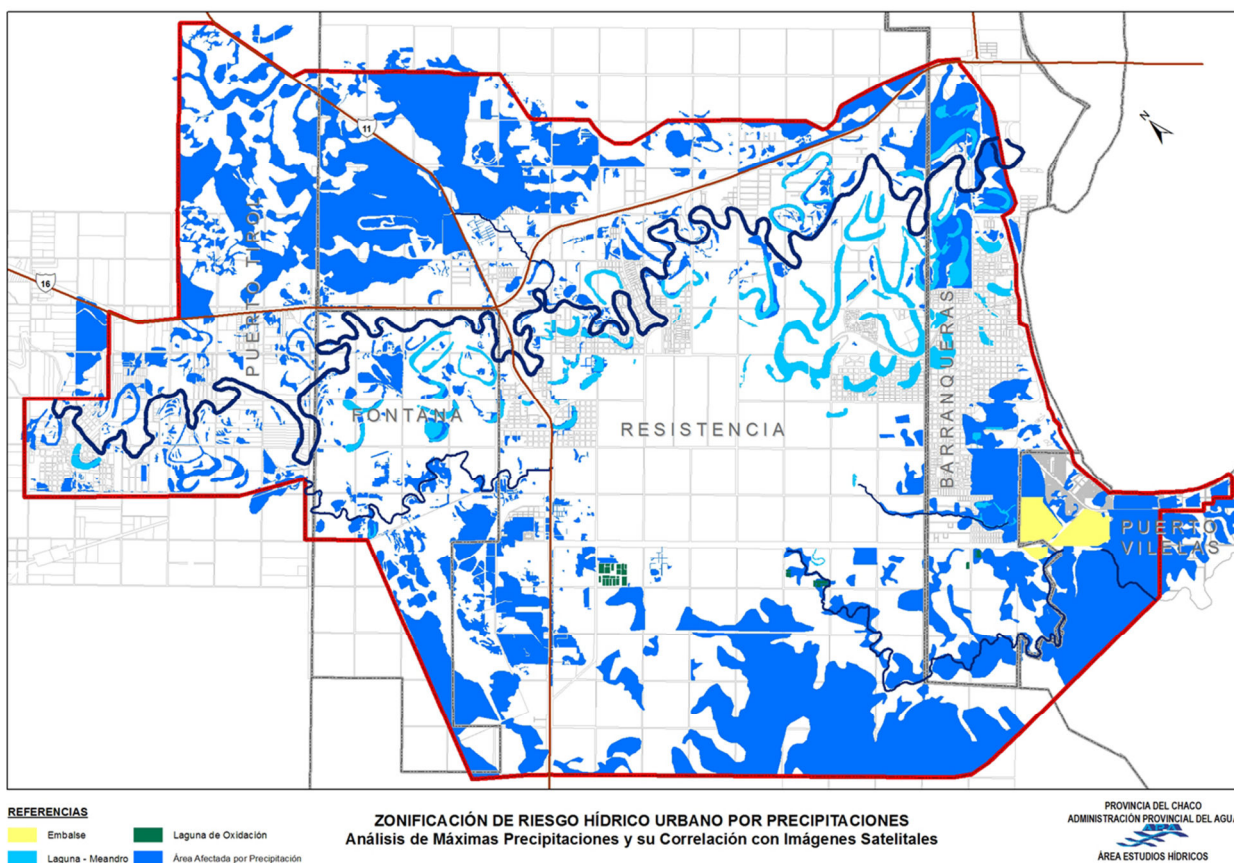 N
11
16
PUERTO TIROL
FONTANA
RESISTENCIA
BARRANQUERAS
PUERTO
VILELAS
REFERENCIAS
Embalse
Laguna de Oxidación
Laguna - Meandro
Área Afectada por Precipitación
ZONIFICACIÓN DE RIESGO HÍDRICO URBANO POR PRECIPITACIONES
Análisis de Máximas Precipitaciones y su Correlación con Imágenes Satelitales
PROVINCIA DEL CHACO
ADMINISTRACIÓN PROVINCIAL DEL AGUA
APA
ÁREA ESTUDIOS HÍDRICOS